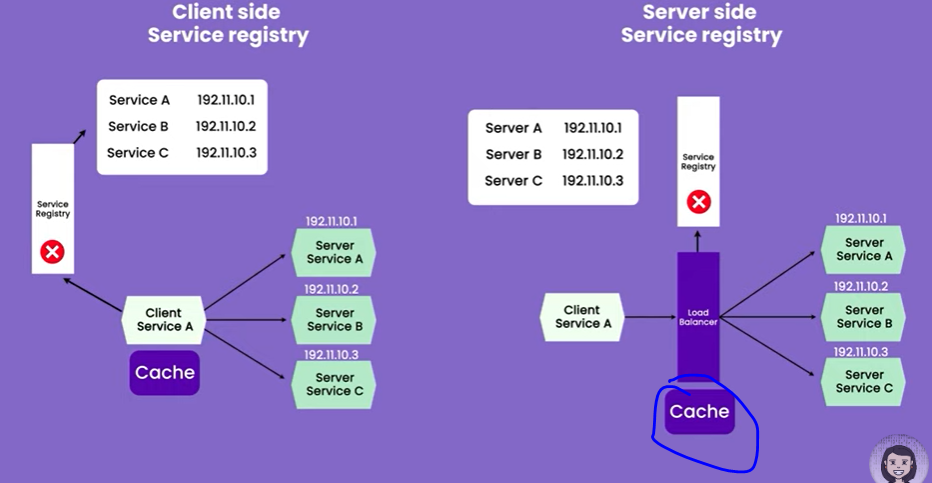 Client side
Service registry
Service A 192.11.10.1
Service B 192.11.10.2
Service C 192.11.10.3
Service
Registry
192.11.10.1
Server
Service A
192.11.10.2
Client
Service A
Server
Service B
192.11.10.3
Cache
Server
Service C
Server side
Service registry
Server A 192.11.10.1
Server B 192.11.10.2
Server C 192.11.10.3
Service
Registry
192.11.10.1
Server
Service A
192.11.10.2
Client
Service A
Load
Balancer
Server
Service B
192.11.10.3
Server
Service C
Cache